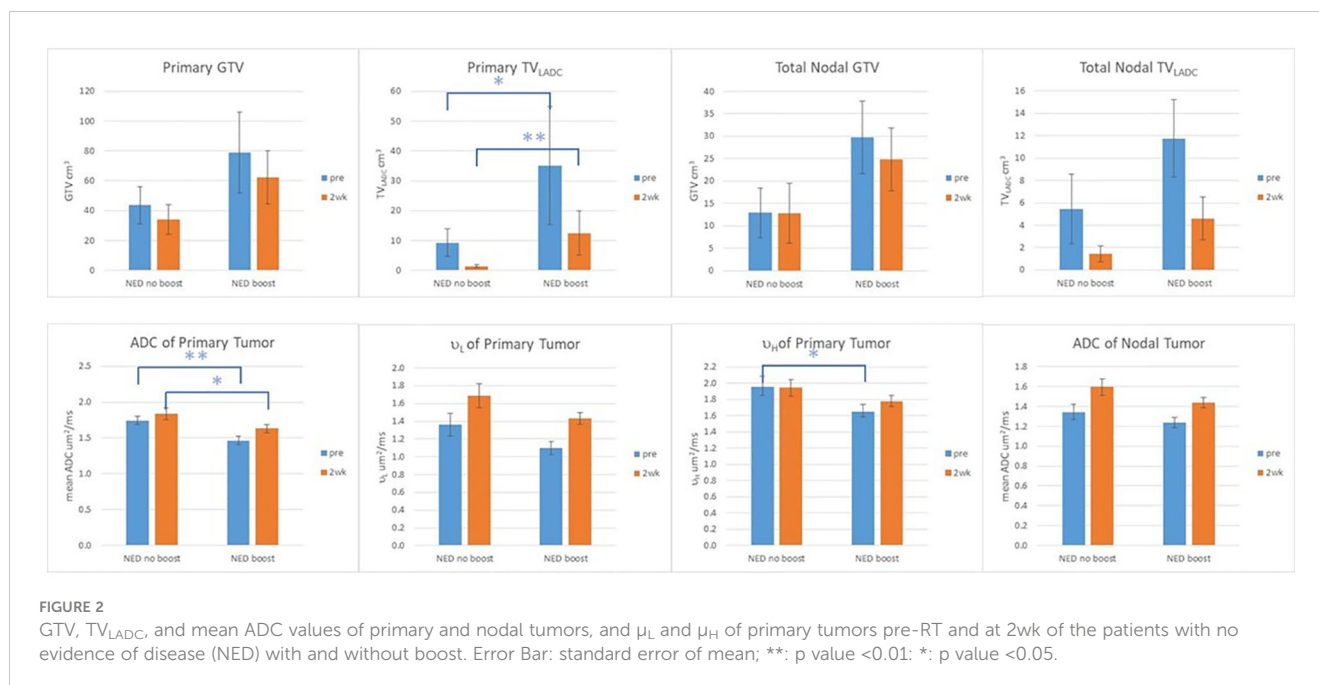 Primary GTV
120
100
80
60
40
20
0
GTV cm³
NED no boost NED boost
pre
2wk
Primary TV_LADC
60
50
40
30
20
10
0
TV_LADC cm³
*
**
NED no boost NED boost
pre
2wk
Total Nodal GTV
40
35
30
25
20
15
10
5
0
GTV cm³
NED no boost NED boost
pre
2wk
Total Nodal TV_LADC
16
14
12
10
8
6
4
2
0
TV_LADC cm³
NED no boost NED boost
pre
2wk
ADC of Primary Tumor
2.5
2.0
1.5
1.0
0.5
0.0
mean ADC um²/ms
**
*
NED no boost NED boost
pre
2wk
υ_L of Primary Tumor
2.0
1.8
1.6
1.4
1.2
1.0
0.8
0.6
0.4
0.2
0.0
υ_L um²/ms
NED no boost NED boost
pre
2wk
υ_H of Primary Tumor
2.2
2.0
1.8
1.6
1.4
1.2
1.0
0.8
0.6
0.4
0.2
0.0
υ_H um²/ms
*
NED no boost NED boost
pre
2wk
ADC of Nodal Tumor
1.8
1.6
1.4
1.2
1.0
0.8
0.6
0.4
0.2
0.0
mean ADC um²/ms
NED no boost NED boost
pre
2wk
FIGURE 2
GTV, TV_LADC, and mean ADC values of primary and nodal tumors, and µ_L and µ_H of primary tumors pre-RT and at 2wk of the patients with no
evidence of disease (NED) with and without boost. Error Bar: standard error of mean; **: p value <0.01: *: p value <0.05.